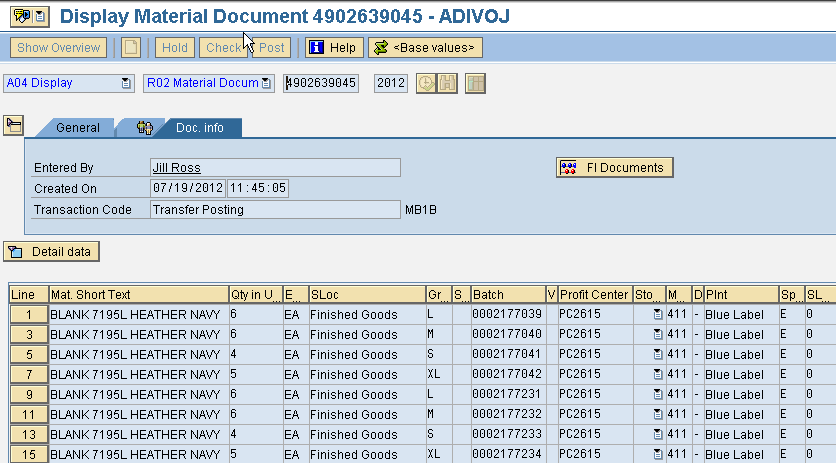 Display Material Document 4902639045 - ADIVOJ
Show Overview Hold Check Post Help <Base values>
A04 Display R02 Material Docum 4902639045 2012
General Doc. info
Entered By Jill Ross FI Documents
Created On 07/19/2012 11:45:05
Transaction Code Transfer Posting MB1B
Detail data
Line Mat. Short Text Qty in U... E... SLoc Gr... S... Batch V Profit Center Sto... M... D Plnt Sp... SL...
1 BLANK 7195L HEATHER NAVY 6 EA Finished Goods L 0002177039 PC2615 411 - Blue Label E 0
3 BLANK 7195L HEATHER NAVY 6 EA Finished Goods M 0002177040 PC2615 411 - Blue Label E 0
5 BLANK 7195L HEATHER NAVY 4 EA Finished Goods S 0002177041 PC2615 411 - Blue Label E 0
7 BLANK 7195L HEATHER NAVY 5 EA Finished Goods XL 0002177042 PC2615 411 - Blue Label E 0
9 BLANK 7195L HEATHER NAVY 6 EA Finished Goods L 0002177231 PC2615 411 - Blue Label E 0
11 BLANK 7195L HEATHER NAVY 6 EA Finished Goods M 0002177232 PC2615 411 - Blue Label E 0
13 BLANK 7195L HEATHER NAVY 4 EA Finished Goods S 0002177233 PC2615 411 - Blue Label E 0
15 BLANK 7195L HEATHER NAVY 5 EA Finished Goods XL 0002177234 PC2615 411 - Blue Label E 0